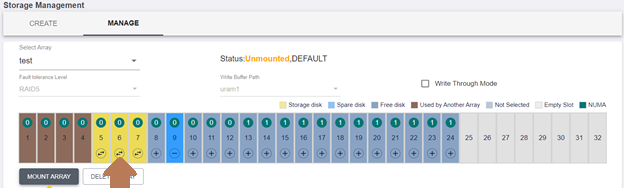 Storage Management
CREATE MANAGE
Select Array
test
Status:Unmounted,DEFAULT
Fault tolerance Level
RAID5
Write Buffer Path
uram1
Write Through Mode
Storage disk Spare disk Free disk Used by Another Array Not Selected Empty Slot NUMA
0 0 0 0 0 0 0 0 0 0 0 0 1 1 1 1 1 1 1 1 1 1 1 1
1 2 3 4 5 6 7 8 9 10 11 12 13 14 15 16 17 18 19 20 21 22 23 24 25 26 27 28 29 30 31 32
MOUNT ARRAY